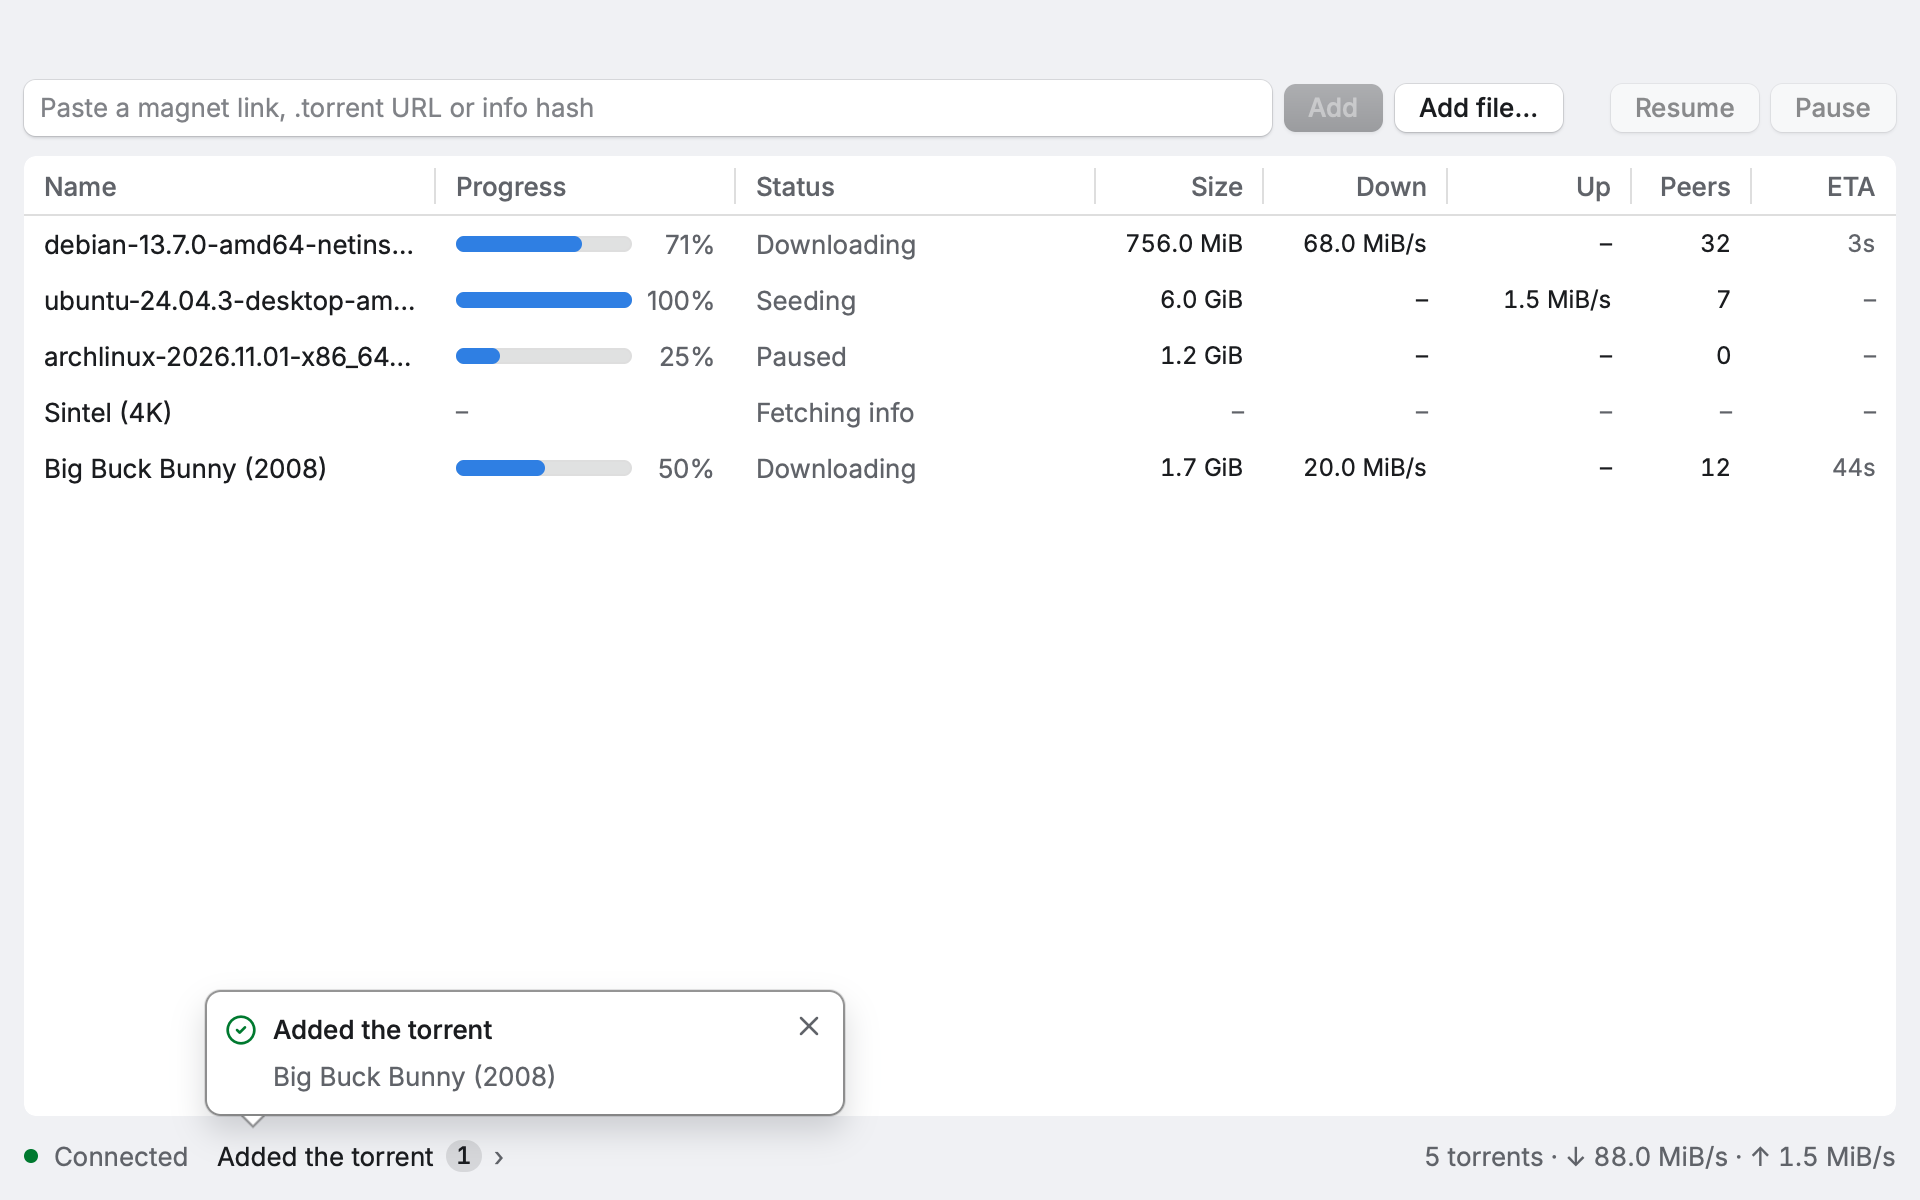 Paste a magnet link, .torrent URL or info hash Add Add file... Resume Pause
Name Progress Status Size Down Up Peers ETA
debian-13.7.0-amd64-netins... 71% Downloading 756.0 MiB 68.0 MiB/s – 32 3s
ubuntu-24.04.3-desktop-am... 100% Seeding 6.0 GiB – 1.5 MiB/s 7 –
archlinux-2026.11.01-x86_64... 25% Paused 1.2 GiB – – 0 –
Sintel (4K) – Fetching info – – – – –
Big Buck Bunny (2008) 50% Downloading 1.7 GiB 20.0 MiB/s – 12 44s
Added the torrent
Big Buck Bunny (2008)
Connected Added the torrent 1 › 5 torrents · ↓ 88.0 MiB/s · ↑ 1.5 MiB/s